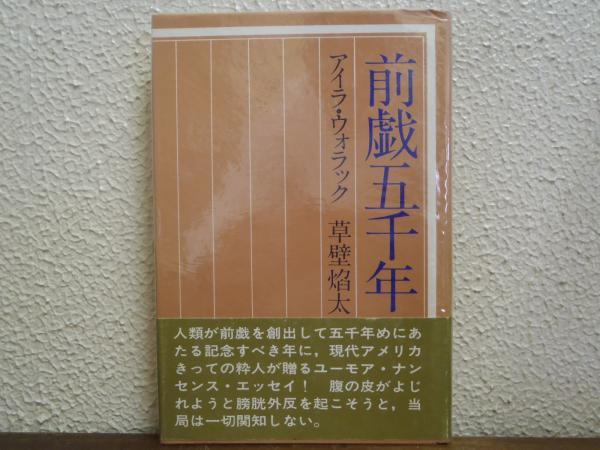 前戯五千年
アイラ・ウォラック 草壁焰太
人類が前戯を創出して五千年めにあ
たる記念すべき年に，現代アメリカ
きっての粋人が贈るユーモア・ナン
センス・エッセイ！　腹の皮がよじ
れようと膀胱外反を起こそうと，当
局は一切関知しない。